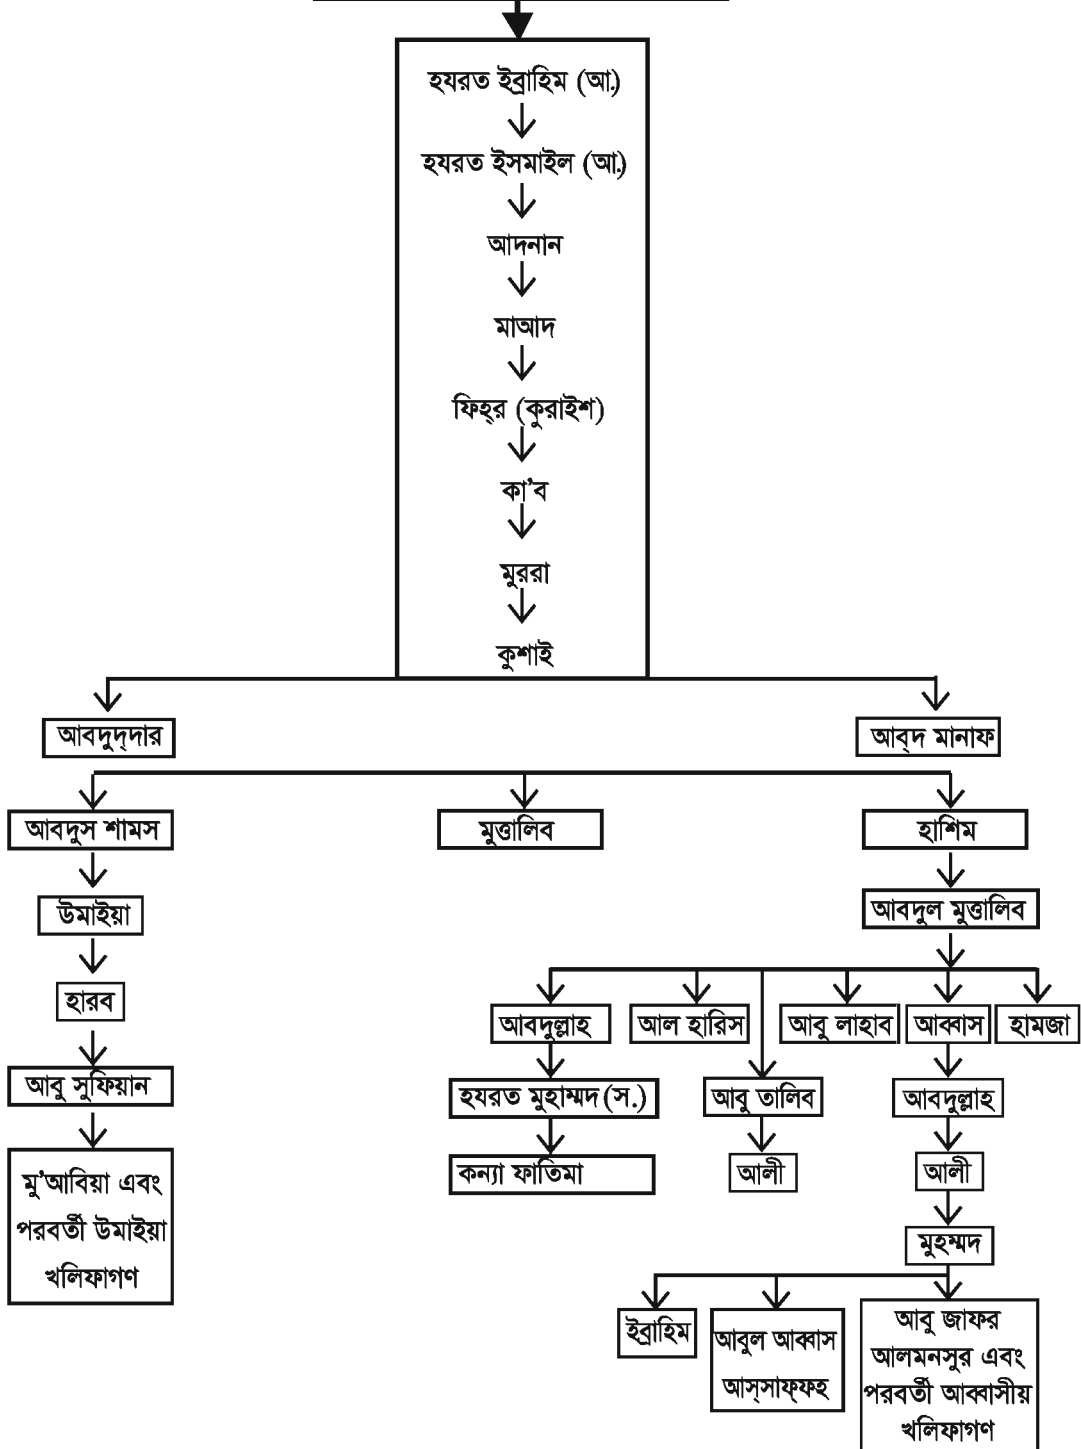 হযরত ইব্রাহিম (আ.)
হযরত ইসমাইল (আ.)
আদনান
মাআদ
ফিহ্‌র (কুরাইশ)
কা'ব
মুররা
কুশাই
আবদুদ্‌দার
আব্‌দ মানাফ
আবদুস শামস
মুত্তালিব
হাশিম
উমাইয়া
আবদুল মুত্তালিব
হারব
আবদুল্লাহ
আল হারিস
আবু লাহাব
আব্বাস
হামজা
আবু সুফিয়ান
হযরত মুহাম্মদ (স.)
আবু তালিব
আবদুল্লাহ
মু'আবিয়া এবং
পরবর্তী উমাইয়া
খলিফাগণ
কন্যা ফাতিমা
আলী
আলী
মুহম্মদ
ইব্রাহিম
আবুল আব্বাস
আস্‌সাফ্‌ফহ
আবু জাফর
আলমনসুর এবং
পরবর্তী আব্বাসীয়
খলিফাগণ